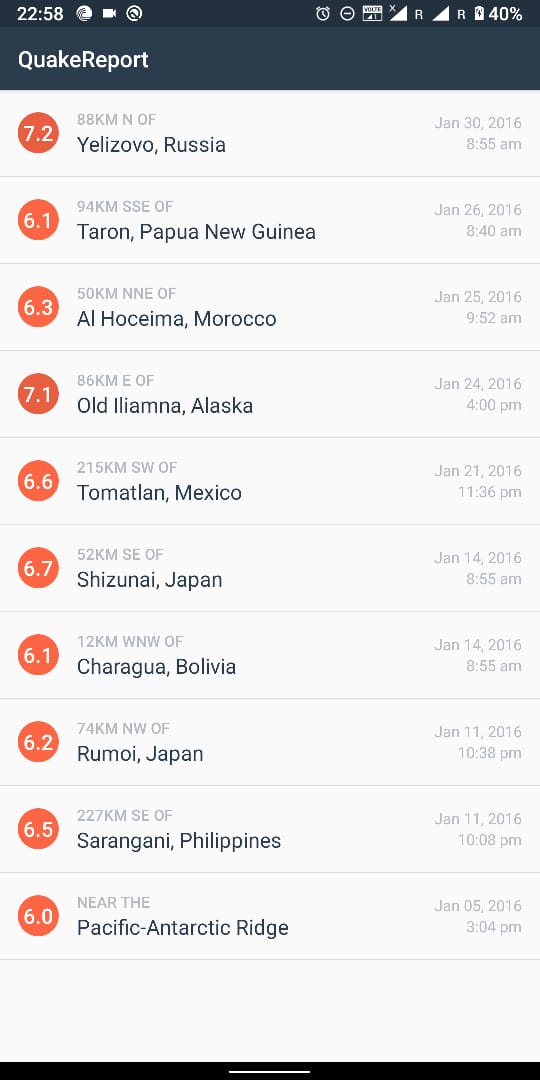 22:58
VOLTE
R
R
40%
QuakeReport
7.2
88KM N OF
Yelizovo, Russia
Jan 30, 2016
8:55 am
6.1
94KM SSE OF
Taron, Papua New Guinea
Jan 26, 2016
8:40 am
6.3
50KM NNE OF
Al Hoceima, Morocco
Jan 25, 2016
9:52 am
7.1
86KM E OF
Old Iliamna, Alaska
Jan 24, 2016
4:00 pm
6.6
215KM SW OF
Tomatlan, Mexico
Jan 21, 2016
11:36 pm
6.7
52KM SE OF
Shizunai, Japan
Jan 14, 2016
8:55 am
6.1
12KM WNW OF
Charagua, Bolivia
Jan 14, 2016
8:55 am
6.2
74KM NW OF
Rumoi, Japan
Jan 11, 2016
10:38 pm
6.5
227KM SE OF
Sarangani, Philippines
Jan 11, 2016
10:08 pm
6.0
NEAR THE
Pacific-Antarctic Ridge
Jan 05, 2016
3:04 pm